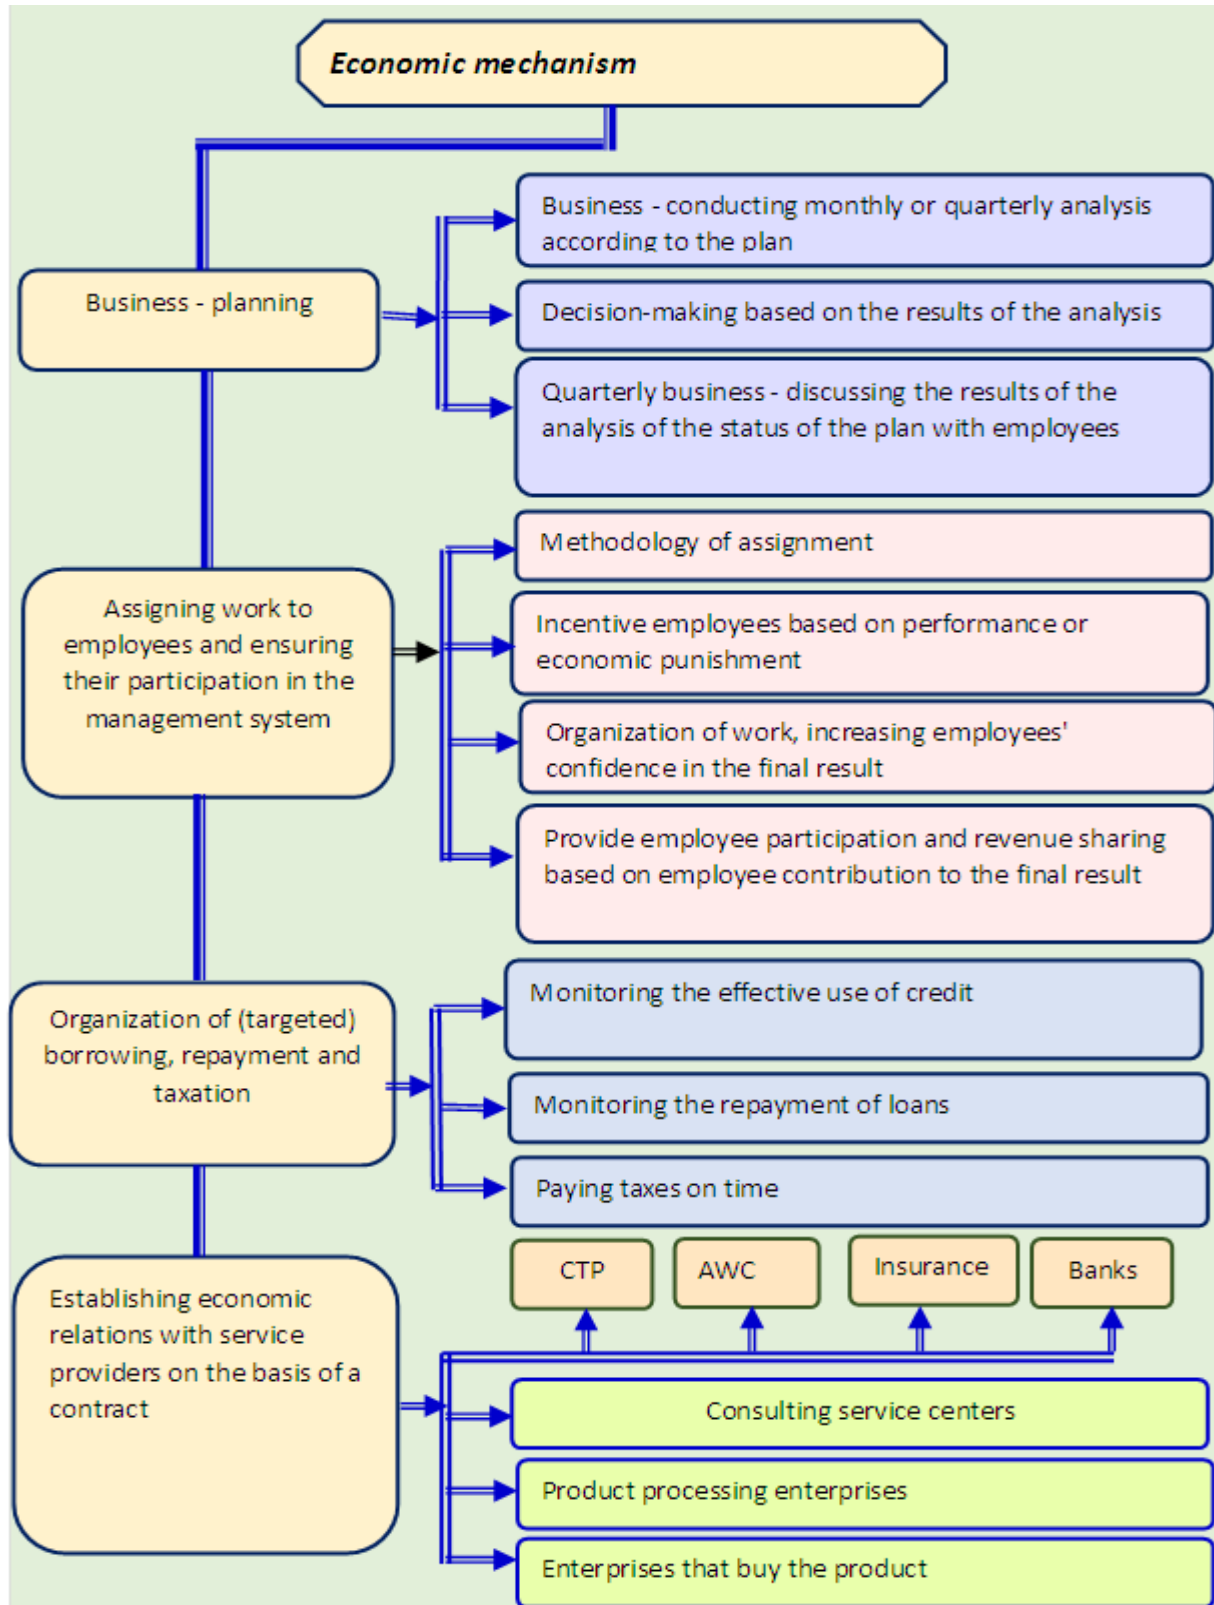 Economic mechanism
Business - planning
Business - conducting monthly or quarterly analysis
according to the plan
Decision-making based on the results of the analysis
Quarterly business - discussing the results of the
analysis of the status of the plan with employees
Assigning work to
employees and ensuring
their participation in the
management system
Methodology of assignment
Incentive employees based on performance or
economic punishment
Organization of work, increasing employees'
confidence in the final result
Provide employee participation and revenue sharing
based on employee contribution to the final result
Organization of (targeted)
borrowing, repayment and
taxation
Monitoring the effective use of credit
Monitoring the repayment of loans
Paying taxes on time
Establishing economic
relations with service
providers on the basis of a
contract
CTP
AWC
Insurance
Banks
Consulting service centers
Product processing enterprises
Enterprises that buy the product